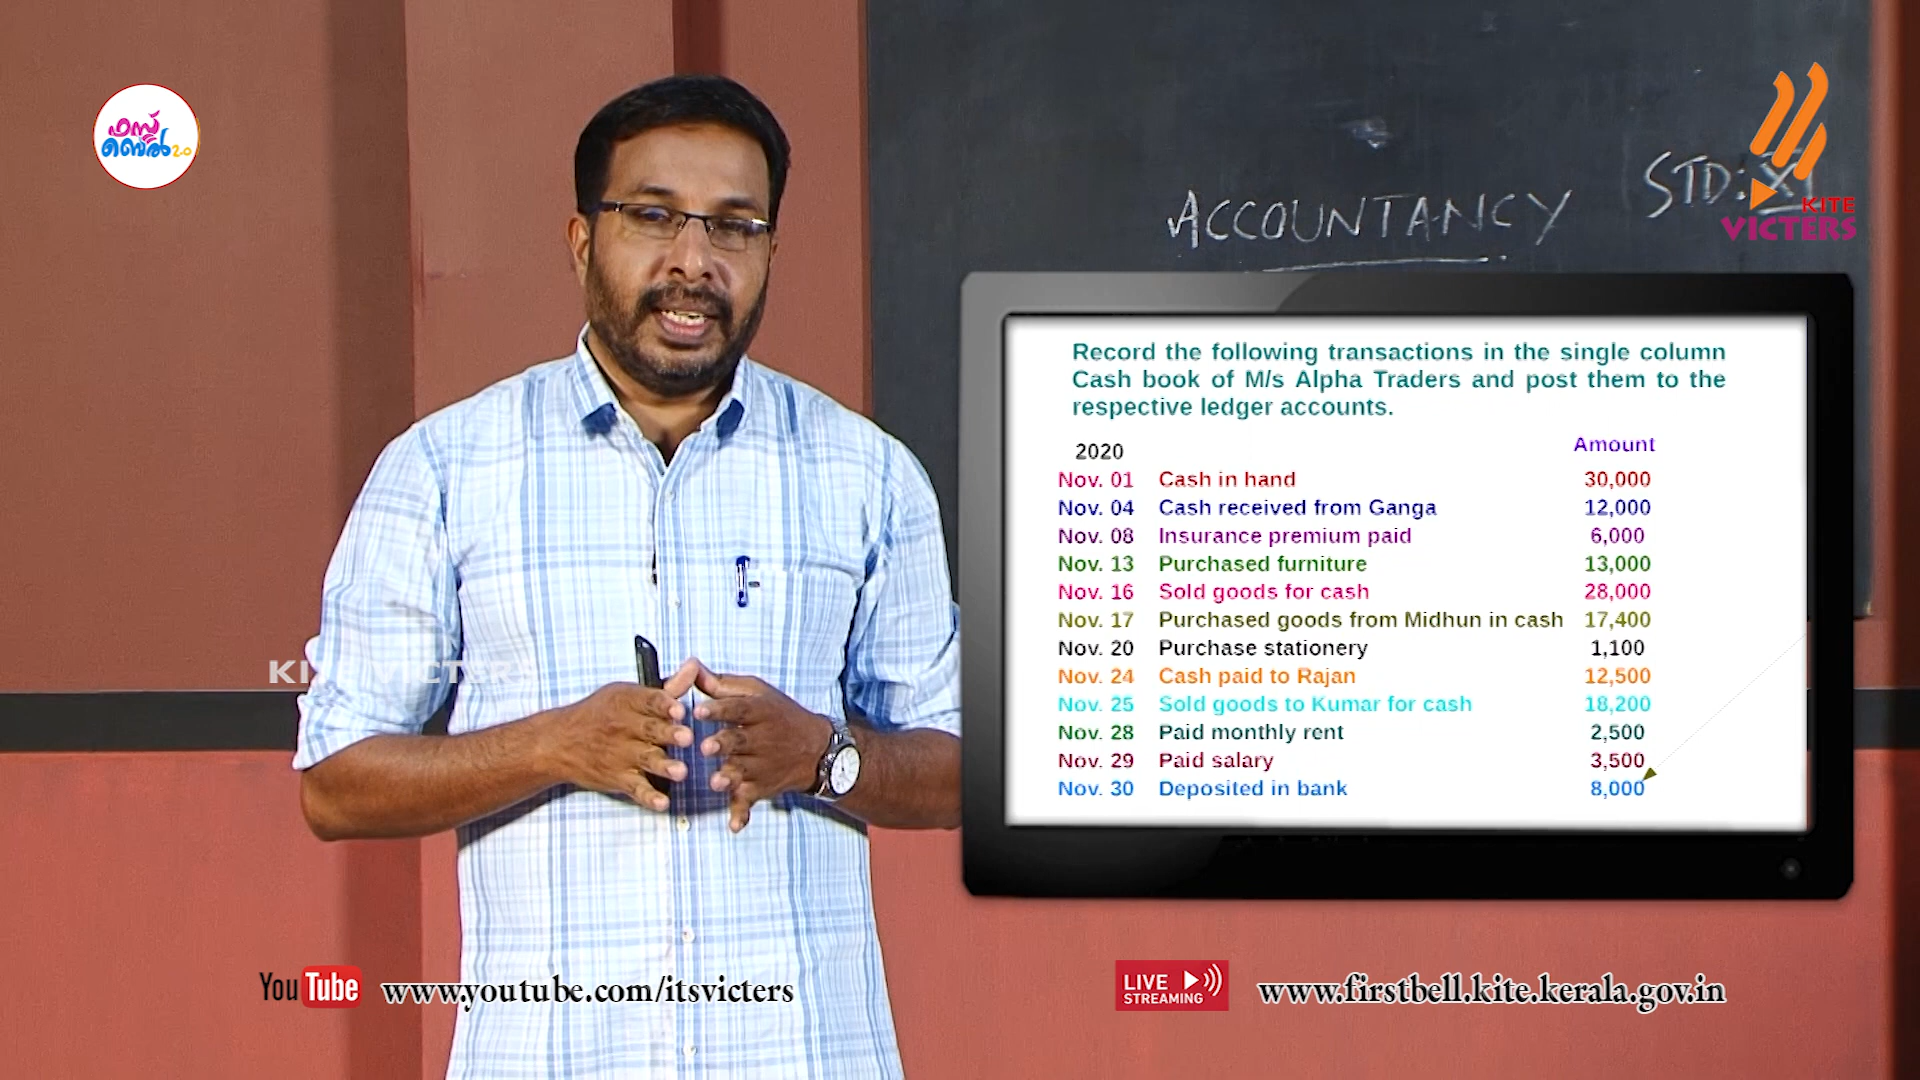 ഫസ്റ്റ്
ബെൽ 2.0
ACCOUNTANCY
STD: XI
KITE
VICTERS
Record the following transactions in the single column
Cash book of M/s Alpha Traders and post them to the
respective ledger accounts.
2020 Amount
Nov. 01 Cash in hand 30,000
Nov. 04 Cash received from Ganga 12,000
Nov. 08 Insurance premium paid 6,000
Nov. 13 Purchased furniture 13,000
Nov. 16 Sold goods for cash 28,000
Nov. 17 Purchased goods from Midhun in cash 17,400
Nov. 20 Purchase stationery 1,100
Nov. 24 Cash paid to Rajan 12,500
Nov. 25 Sold goods to Kumar for cash 18,200
Nov. 28 Paid monthly rent 2,500
Nov. 29 Paid salary 3,500
Nov. 30 Deposited in bank 8,000
KITE VICTERS
YouTube www.youtube.com/itsvicters
LIVE
STREAMING
www.firstbell.kite.kerala.gov.in